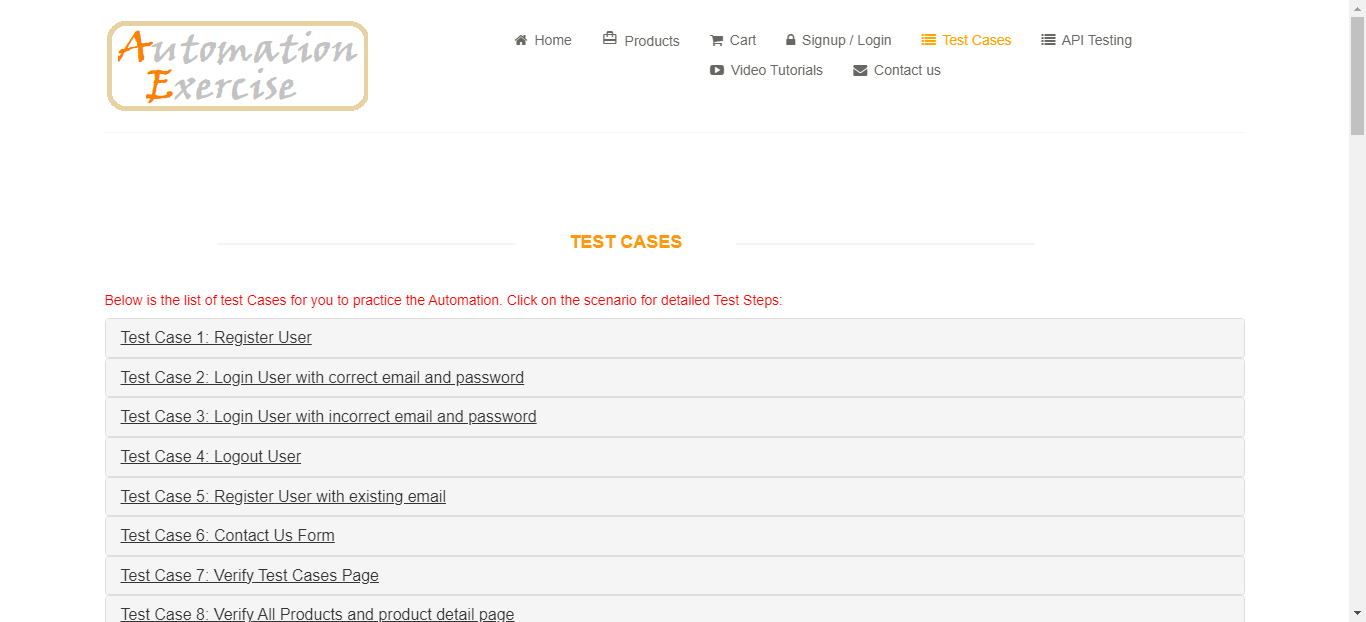 Automation
Exercise
Home Products Cart Signup / Login Test Cases API Testing
Video Tutorials Contact us
TEST CASES
Below is the list of test Cases for you to practice the Automation. Click on the scenario for detailed Test Steps:
Test Case 1: Register User
Test Case 2: Login User with correct email and password
Test Case 3: Login User with incorrect email and password
Test Case 4: Logout User
Test Case 5: Register User with existing email
Test Case 6: Contact Us Form
Test Case 7: Verify Test Cases Page
Test Case 8: Verify All Products and product detail page